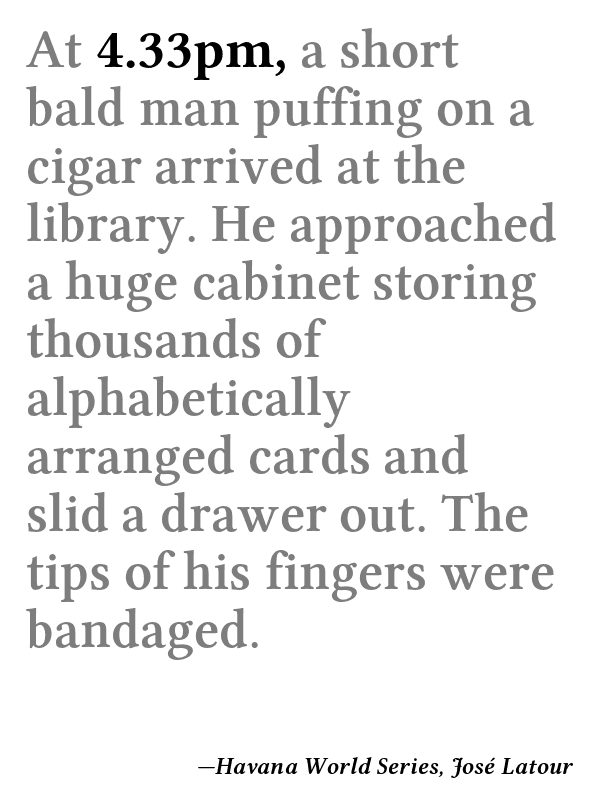 At 4.33pm, a short
bald man puffing on a
cigar arrived at the
library. He approached
a huge cabinet storing
thousands of
alphabetically
arranged cards and
slid a drawer out. The
tips of his fingers were
bandaged.
—Havana World Series, José Latour